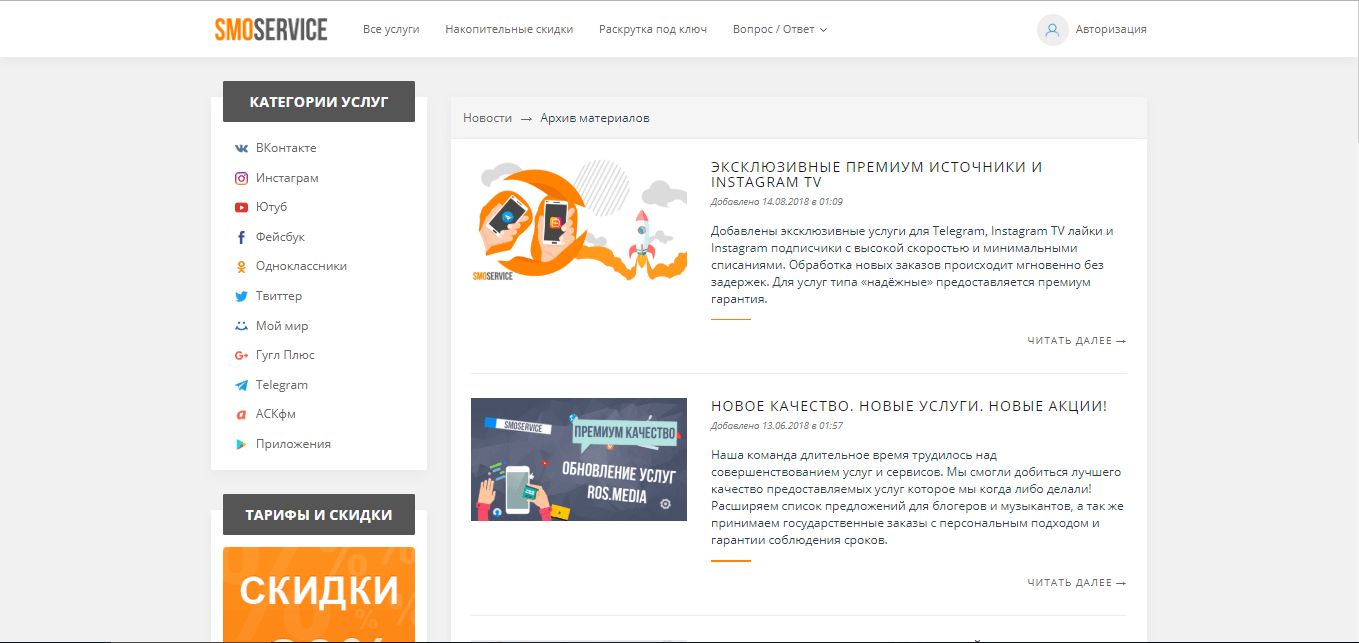 SMOSERVICE
Все услуги
Накопительные скидки
Раскрутка под ключ
Вопрос / Ответ
Авторизация
КАТЕГОРИИ УСЛУГ
ВКонтакте
Инстаграм
Ютуб
Фейсбук
Одноклассники
Твиттер
Мой мир
Гугл Плюс
Telegram
АСКфм
Приложения
ТАРИФЫ И СКИДКИ
СКИДКИ
Новости → Архив материалов
SMOSERVICE
ЭКСКЛЮЗИВНЫЕ ПРЕМИУМ ИСТОЧНИКИ И
INSTAGRAM TV
Добавлено 14.08.2018 в 01:09
Добавлены эксклюзивные услуги для Telegram, Instagram TV лайки и
Instagram подписчики с высокой скоростью и минимальными
списаниями. Обработка новых заказов происходит мгновенно без
задержек. Для услуг типа «надёжные» предоставляется премиум
гарантия.
ЧИТАТЬ ДАЛЕЕ →
SMOSERVICE
ПРЕМИУМ КАЧЕСТВО
ОБНОВЛЕНИЕ УСЛУГ
ROS.MEDIA
НОВОЕ КАЧЕСТВО. НОВЫЕ УСЛУГИ. НОВЫЕ АКЦИИ!
Добавлено 13.06.2018 в 01:57
Наша команда длительное время трудилось над
совершенствованием услуг и сервисов. Мы смогли добиться лучшего
качество предоставляемых услуг которое мы когда либо делали!
Расширяем список предложений для блогеров и музыкантов, а так же
принимаем государственные заказы с персональным подходом и
гарантии соблюдения сроков.
ЧИТАТЬ ДАЛЕЕ →